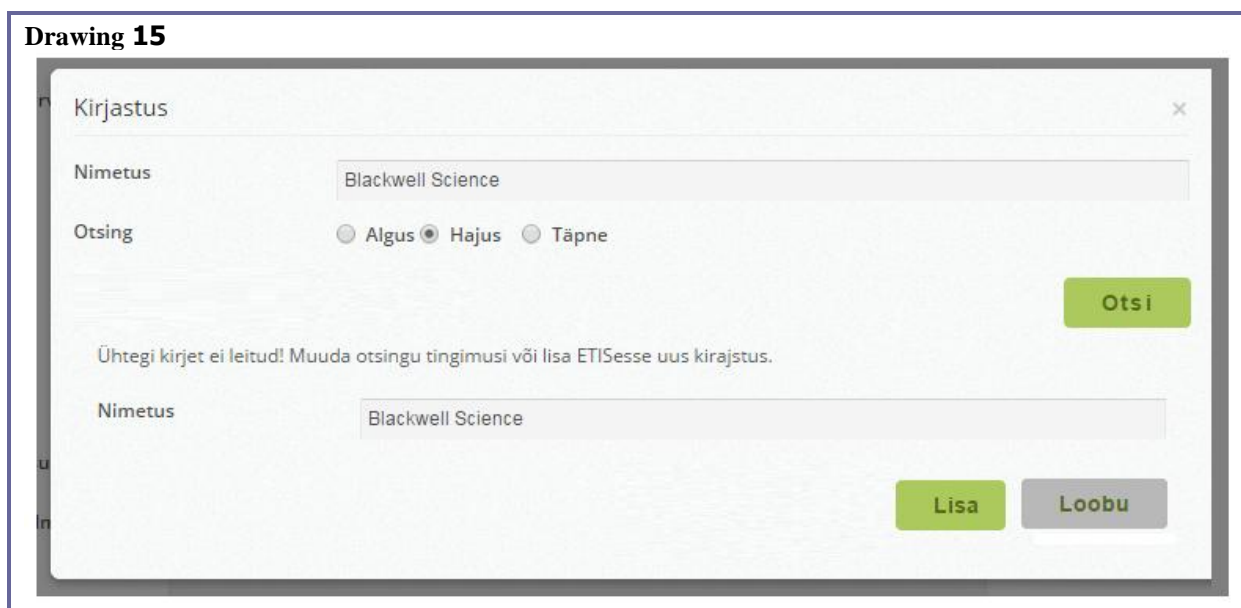 Drawing 15
Kirjastus ×
Nimetus Blackwell Science
Otsing Algus Hajus Täpne
Otsi
Ühtegi kirjet ei leitud! Muuda otsingu tingimusi või lisa ETISesse uus kirajstus.
Nimetus Blackwell Science
Lisa Loobu